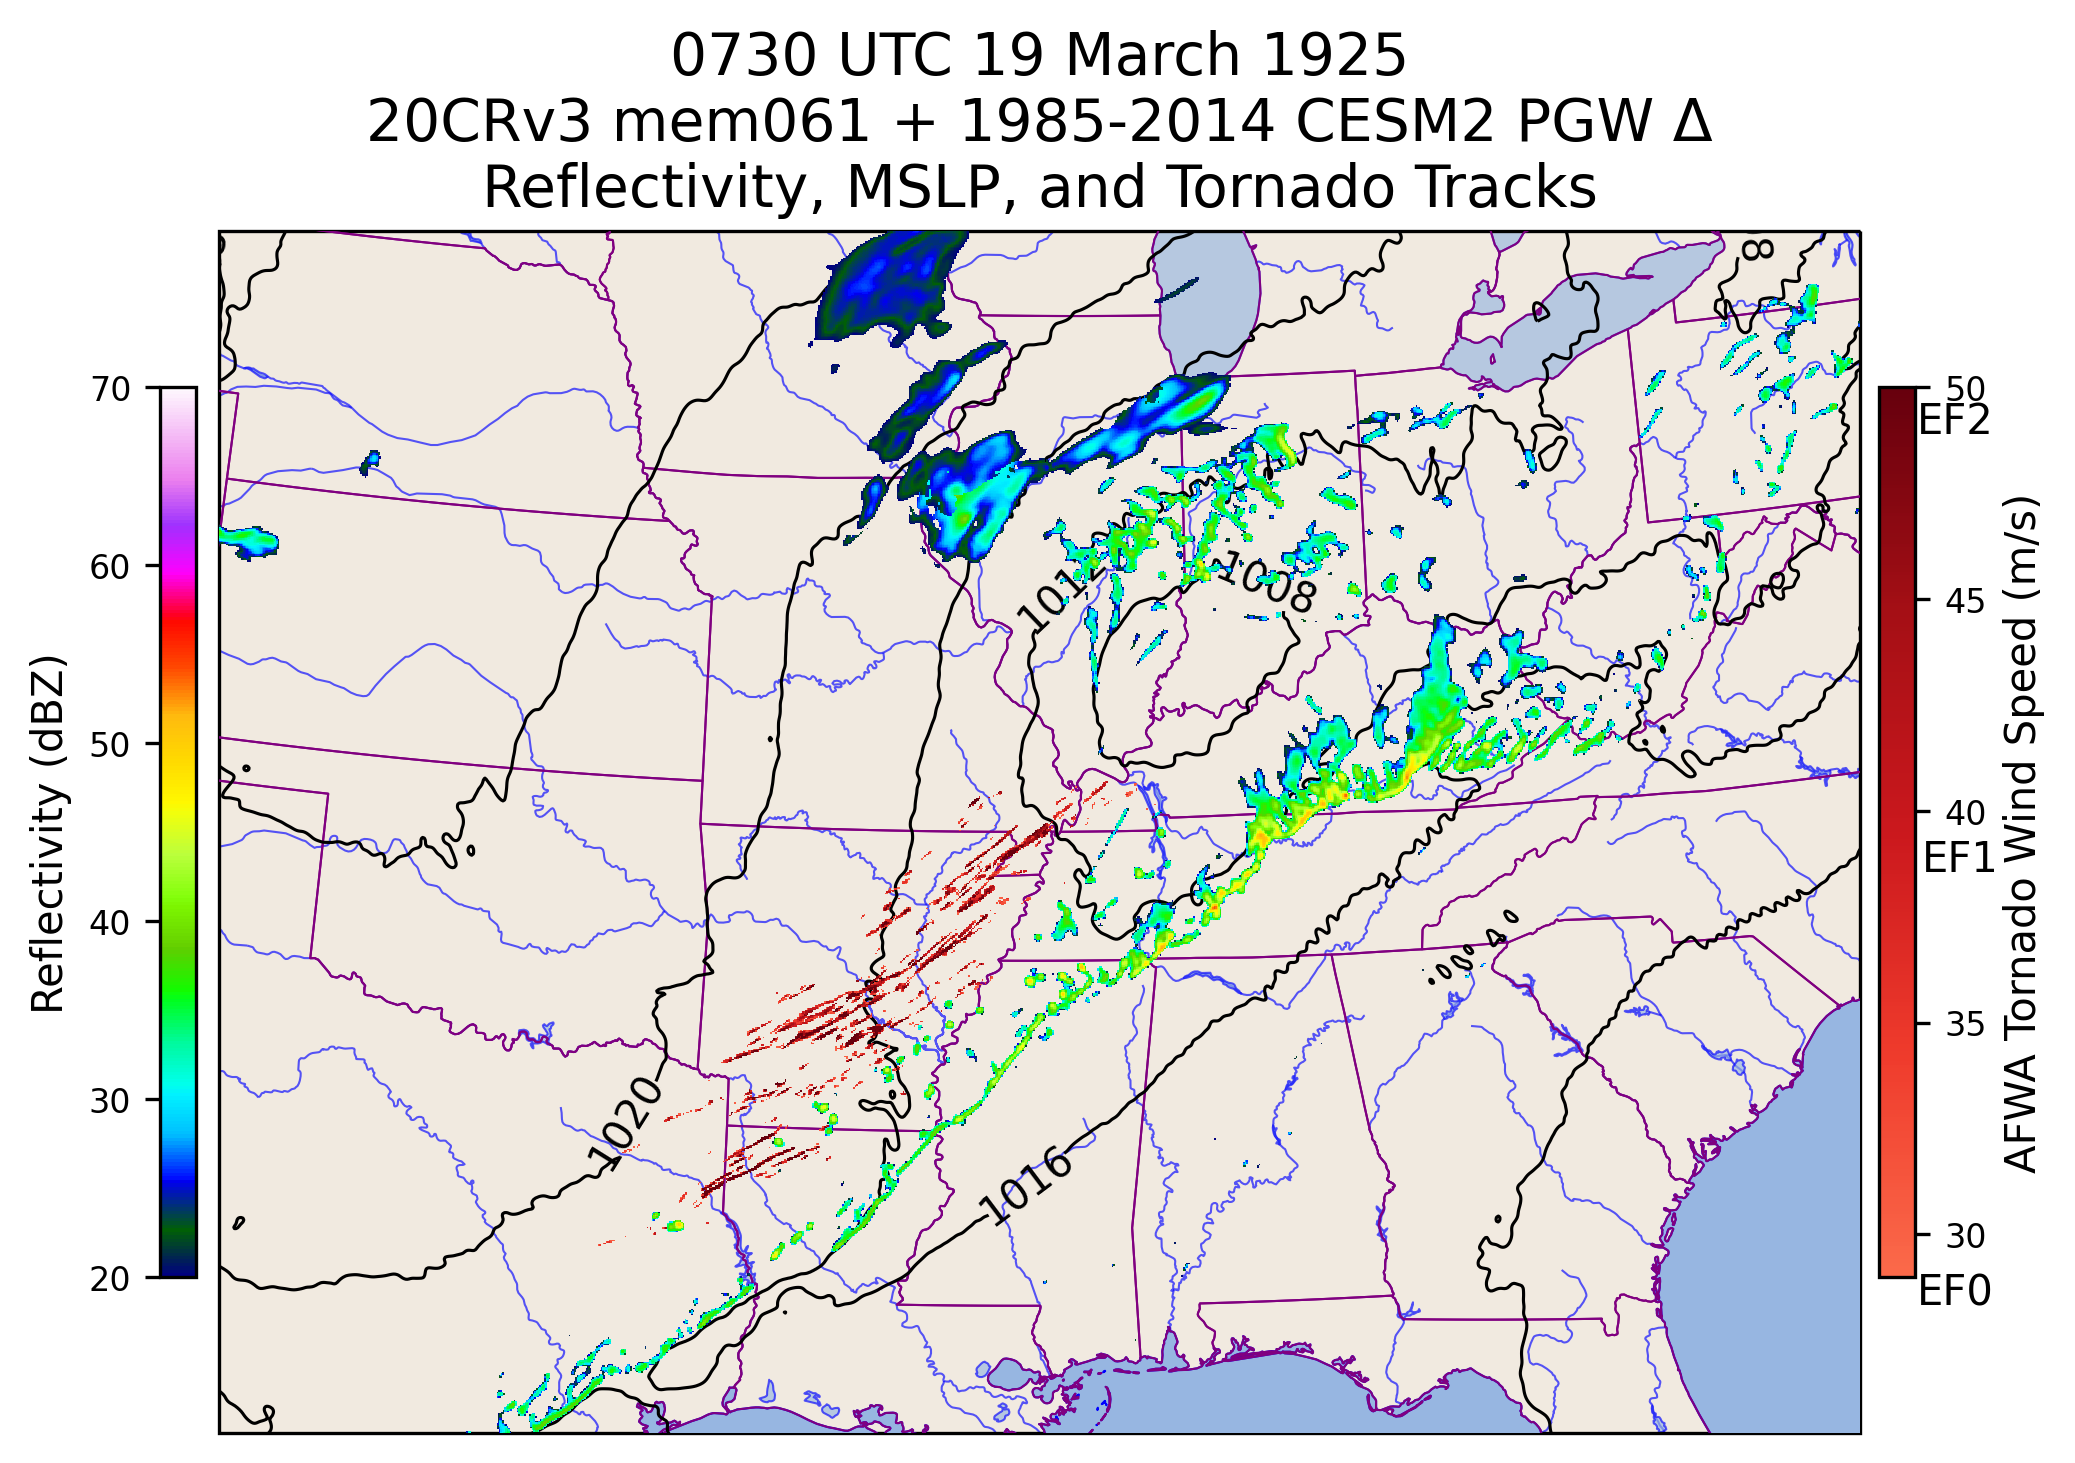 0730 UTC 19 March 1925
20CRv3 mem061 + 1985-2014 CESM2 PGW Δ
Reflectivity, MSLP, and Tornado Tracks
Reflectivity (dBZ)
70
60
50
40
30
20
8
1012
1008
1004
1020
1016
50
EF2
45
40
EF1
35
30
EF0
AFWA Tornado Wind Speed (m/s)